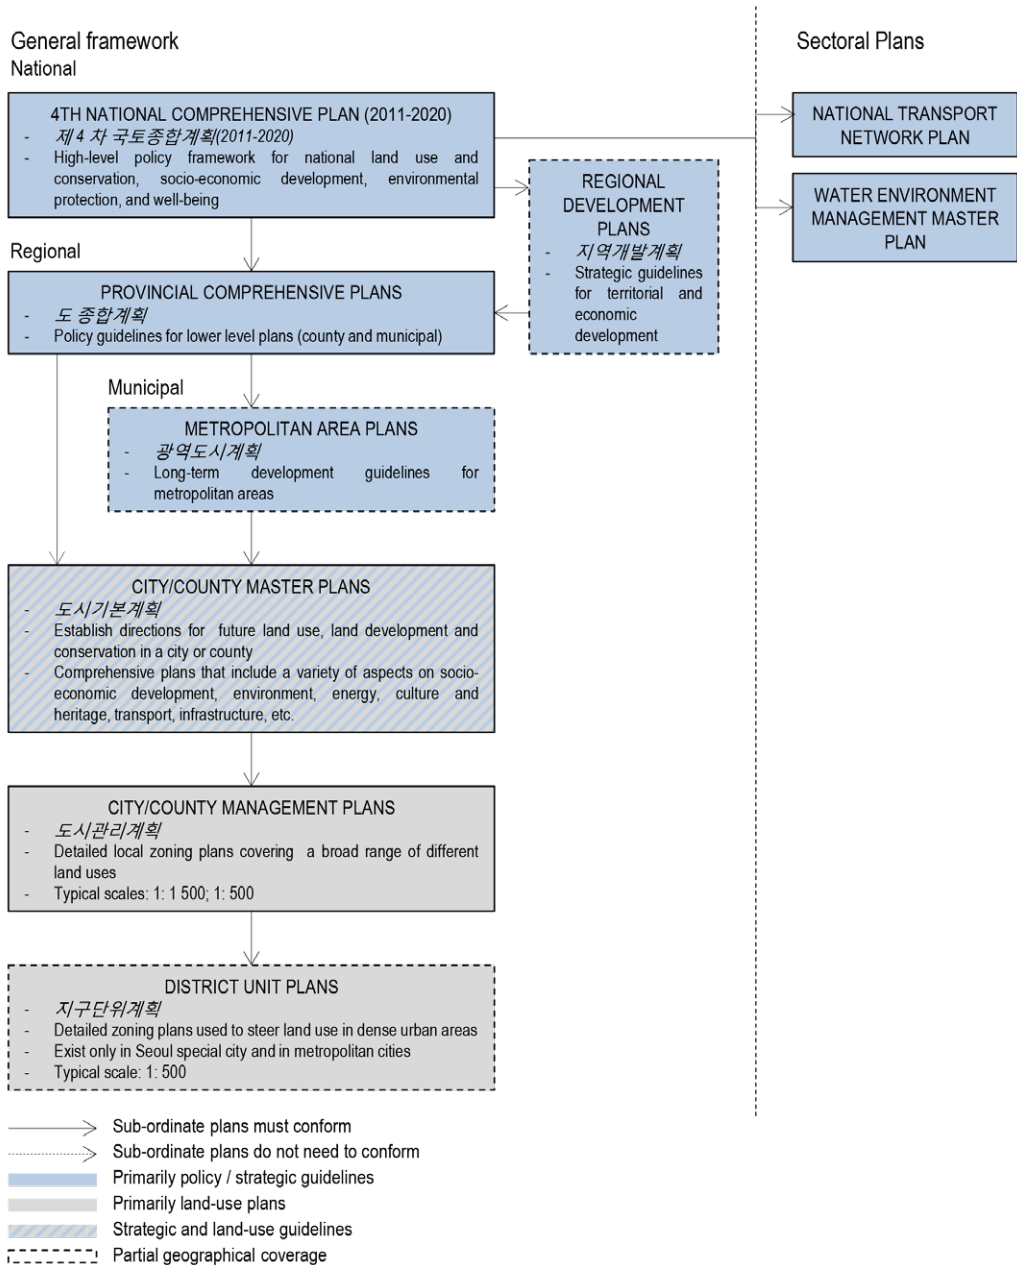 General framework
National
4TH NATIONAL COMPREHENSIVE PLAN (2011-2020)
- 제 4 차 국토종합계획(2011-2020)
- High-level policy framework for national land use and
conservation, socio-economic development, environmental
protection, and well-being
Regional
PROVINCIAL COMPREHENSIVE PLANS
- 도 종합계획
- Policy guidelines for lower level plans (county and municipal)
REGIONAL
DEVELOPMENT
PLANS
- 지역개발계획
- Strategic guidelines
for territorial and
economic
development
Sectoral Plans
NATIONAL TRANSPORT
NETWORK PLAN
WATER ENVIRONMENT
MANAGEMENT MASTER
PLAN
Municipal
METROPOLITAN AREA PLANS
- 광역도시계획
- Long-term development guidelines for
metropolitan areas
CITY/COUNTY MASTER PLANS
- 도시기본계획
- Establish directions for future land use, land development and
conservation in a city or county
- Comprehensive plans that include a variety of aspects on socio-
economic development, environment, energy, culture and
heritage, transport, infrastructure, etc.
CITY/COUNTY MANAGEMENT PLANS
- 도시관리계획
- Detailed local zoning plans covering a broad range of different
land uses
- Typical scales: 1: 1 500; 1: 500
DISTRICT UNIT PLANS
- 지구단위계획
- Detailed zoning plans used to steer land use in dense urban areas
- Exist only in Seoul special city and in metropolitan cities
- Typical scale: 1: 500
Sub-ordinate plans must conform
Sub-ordinate plans do not need to conform
Primarily policy / strategic guidelines
Primarily land-use plans
Strategic and land-use guidelines
Partial geographical coverage